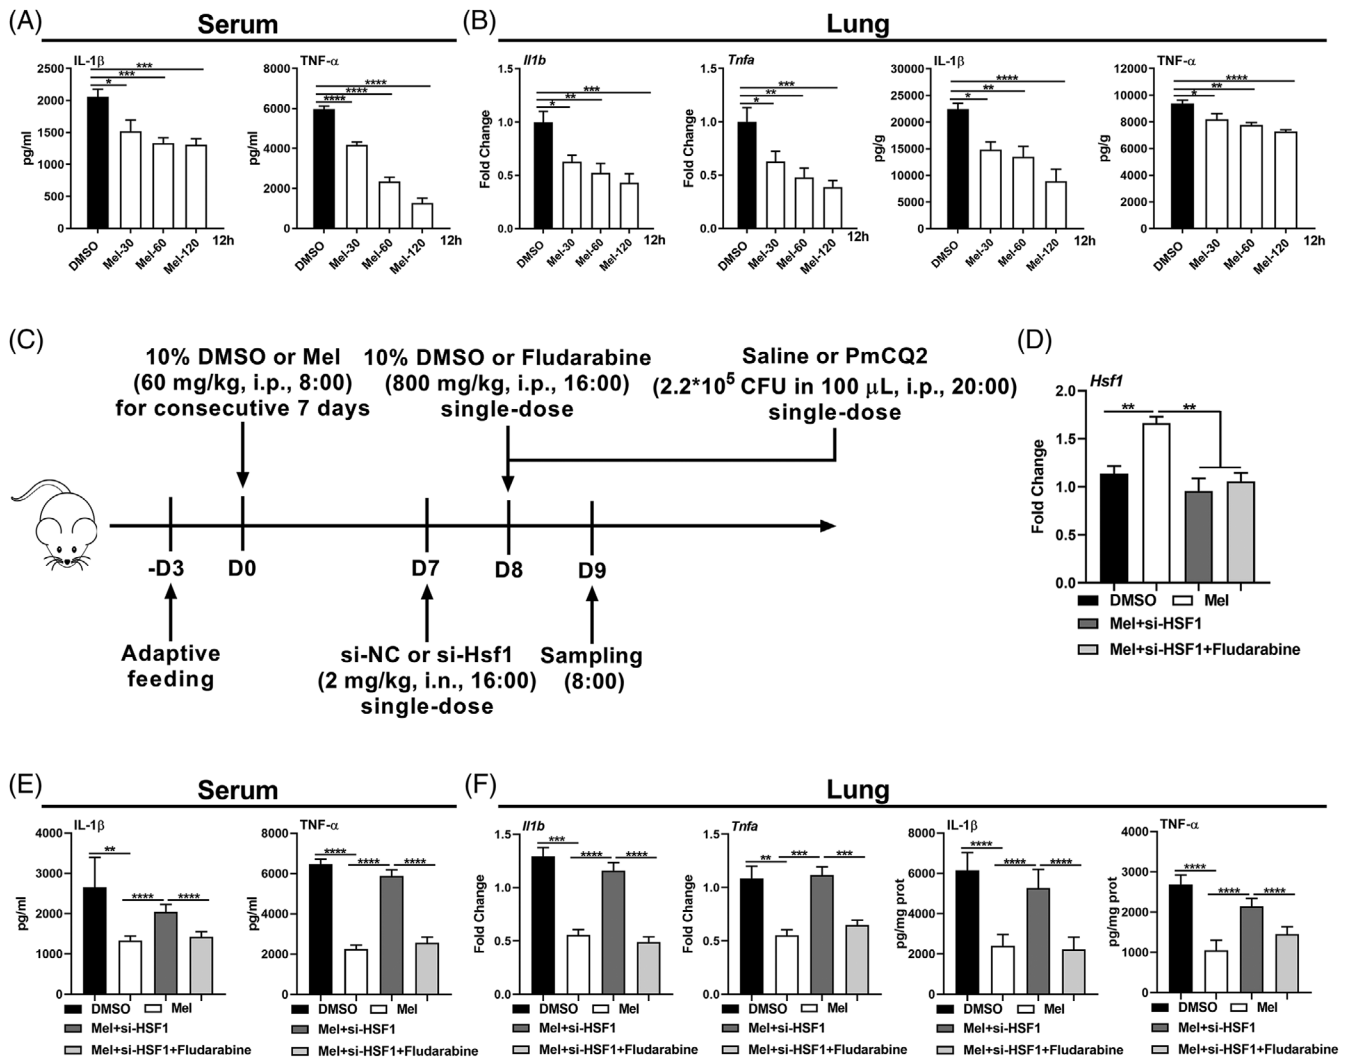 (A)
Serum
IL-1β
2500
2000
1500
1000
500
0
pg/ml
***
***
*
DMSO
Mel-30
Mel-60
Mel-120
12h
TNF-α
8000
6000
4000
2000
0
pg/ml
****
****
****
DMSO
Mel-30
Mel-60
Mel-120
12h
(B)
Lung
Il1b
1.5
1.0
0.5
0.0
Fold Change
***
**
*
DMSO
Mel-30
Mel-60
Mel-120
12h
Tnfa
1.5
1.0
0.5
0.0
Fold Change
***
**
*
DMSO
Mel-30
Mel-60
Mel-120
12h
IL-1β
30000
25000
20000
15000
10000
5000
0
pg/g
****
**
*
DMSO
Mel-30
Mel-60
Mel-120
12h
TNF-α
12000
10000
8000
6000
4000
2000
0
pg/g
****
**
*
DMSO
Mel-30
Mel-60
Mel-120
12h
(C)
10% DMSO or Mel
(60 mg/kg, i.p., 8:00)
for consecutive 7 days
10% DMSO or Fludarabine
(800 mg/kg, i.p., 16:00)
single-dose
Saline or PmCQ2
(2.2*10⁵ CFU in 100 μL, i.p., 20:00)
single-dose
-D3
D0
D7
D8
D9
Adaptive
feeding
si-NC or si-Hsf1
(2 mg/kg, i.n., 16:00)
single-dose
Sampling
(8:00)
(D)
Hsf1
2.0
1.5
1.0
0.5
0.0
Fold Change
**
**
DMSO
Mel
Mel+si-HSF1
Mel+si-HSF1+Fludarabine
(E)
Serum
IL-1β
4000
3000
2000
1000
0
pg/ml
**
****
****
DMSO
Mel
Mel+si-HSF1
Mel+si-HSF1+Fludarabine
TNF-α
8000
6000
4000
2000
0
pg/ml
****
****
****
DMSO
Mel
Mel+si-HSF1
Mel+si-HSF1+Fludarabine
(F)
Lung
Il1b
1.5
1.0
0.5
0.0
Fold Change
***
****
****
DMSO
Mel
Mel+si-HSF1
Mel+si-HSF1+Fludarabine
Tnfa
1.5
1.0
0.5
0.0
Fold Change
**
***
***
DMSO
Mel
Mel+si-HSF1
Mel+si-HSF1+Fludarabine
IL-1β
8000
6000
4000
2000
0
pg/mg prot
****
****
****
DMSO
Mel
Mel+si-HSF1
Mel+si-HSF1+Fludarabine
TNF-α
4000
3000
2000
1000
0
pg/mg prot
****
****
****
DMSO
Mel
Mel+si-HSF1
Mel+si-HSF1+Fludarabine